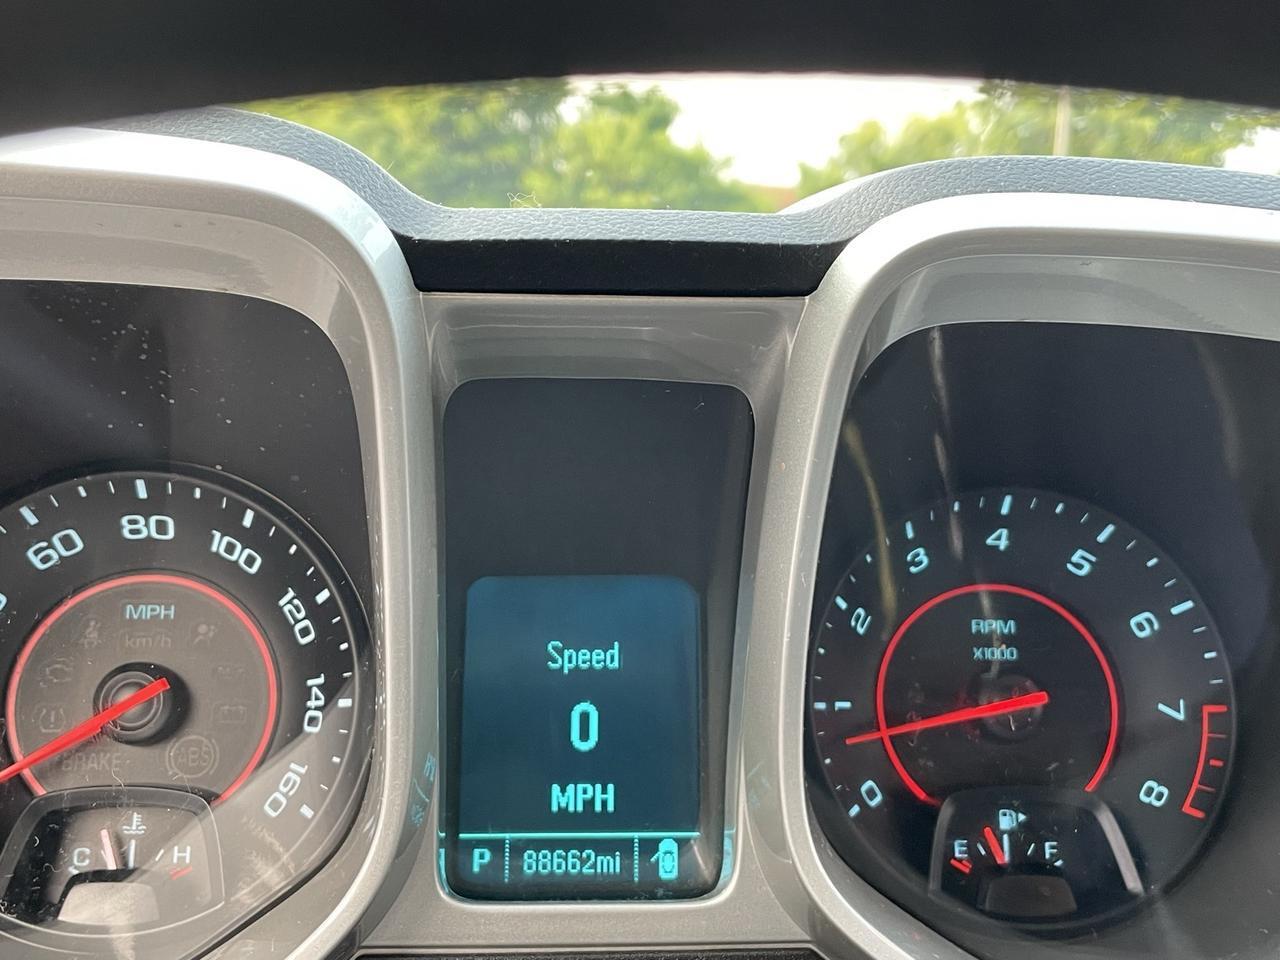 60
80
100
120
140
160
MPH
km/h
BRAKE
ABS
C
H
Speed
0
MPH
P
88662mi
0
1
2
3
4
5
6
7
8
RPM
X1000
E
F